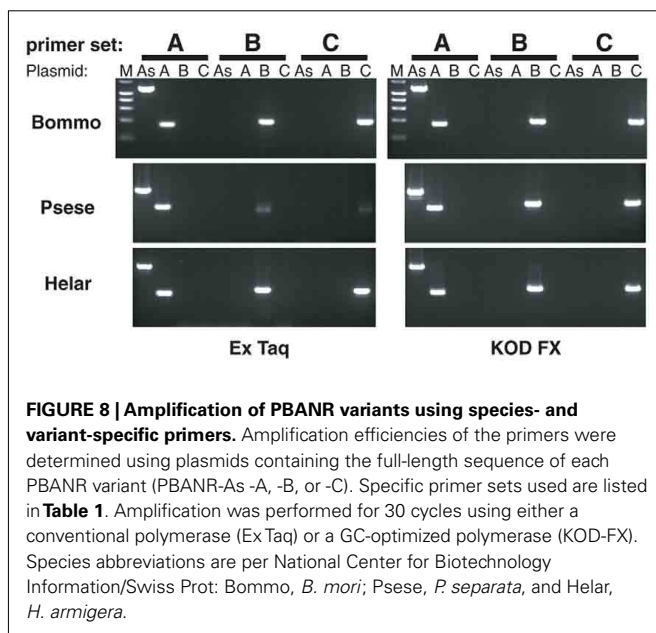 primer set: A B C A B C
Plasmid: M As A B C As A B C As A B C M As A B C As A B C As A B C
Bommo
Psese
Helar
Ex Taq KOD FX
FIGURE 8 | Amplification of PBANR variants using species- and
variant-specific primers. Amplification efficiencies of the primers were
determined using plasmids containing the full-length sequence of each
PBANR variant (PBANR-As -A, -B, or -C). Specific primer sets used are listed
in Table 1. Amplification was performed for 30 cycles using either a
conventional polymerase (Ex Taq) or a GC-optimized polymerase (KOD-FX).
Species abbreviations are per National Center for Biotechnology
Information/Swiss Prot: Bommo, B. mori; Psese, P. separata, and Helar,
H. armigera.